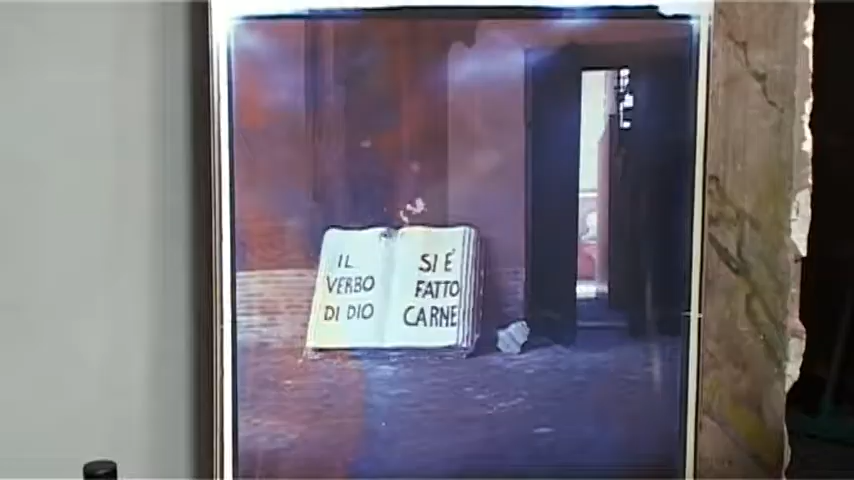 IL
VERBO
DI DIO
SI É
FATTO
CARNE